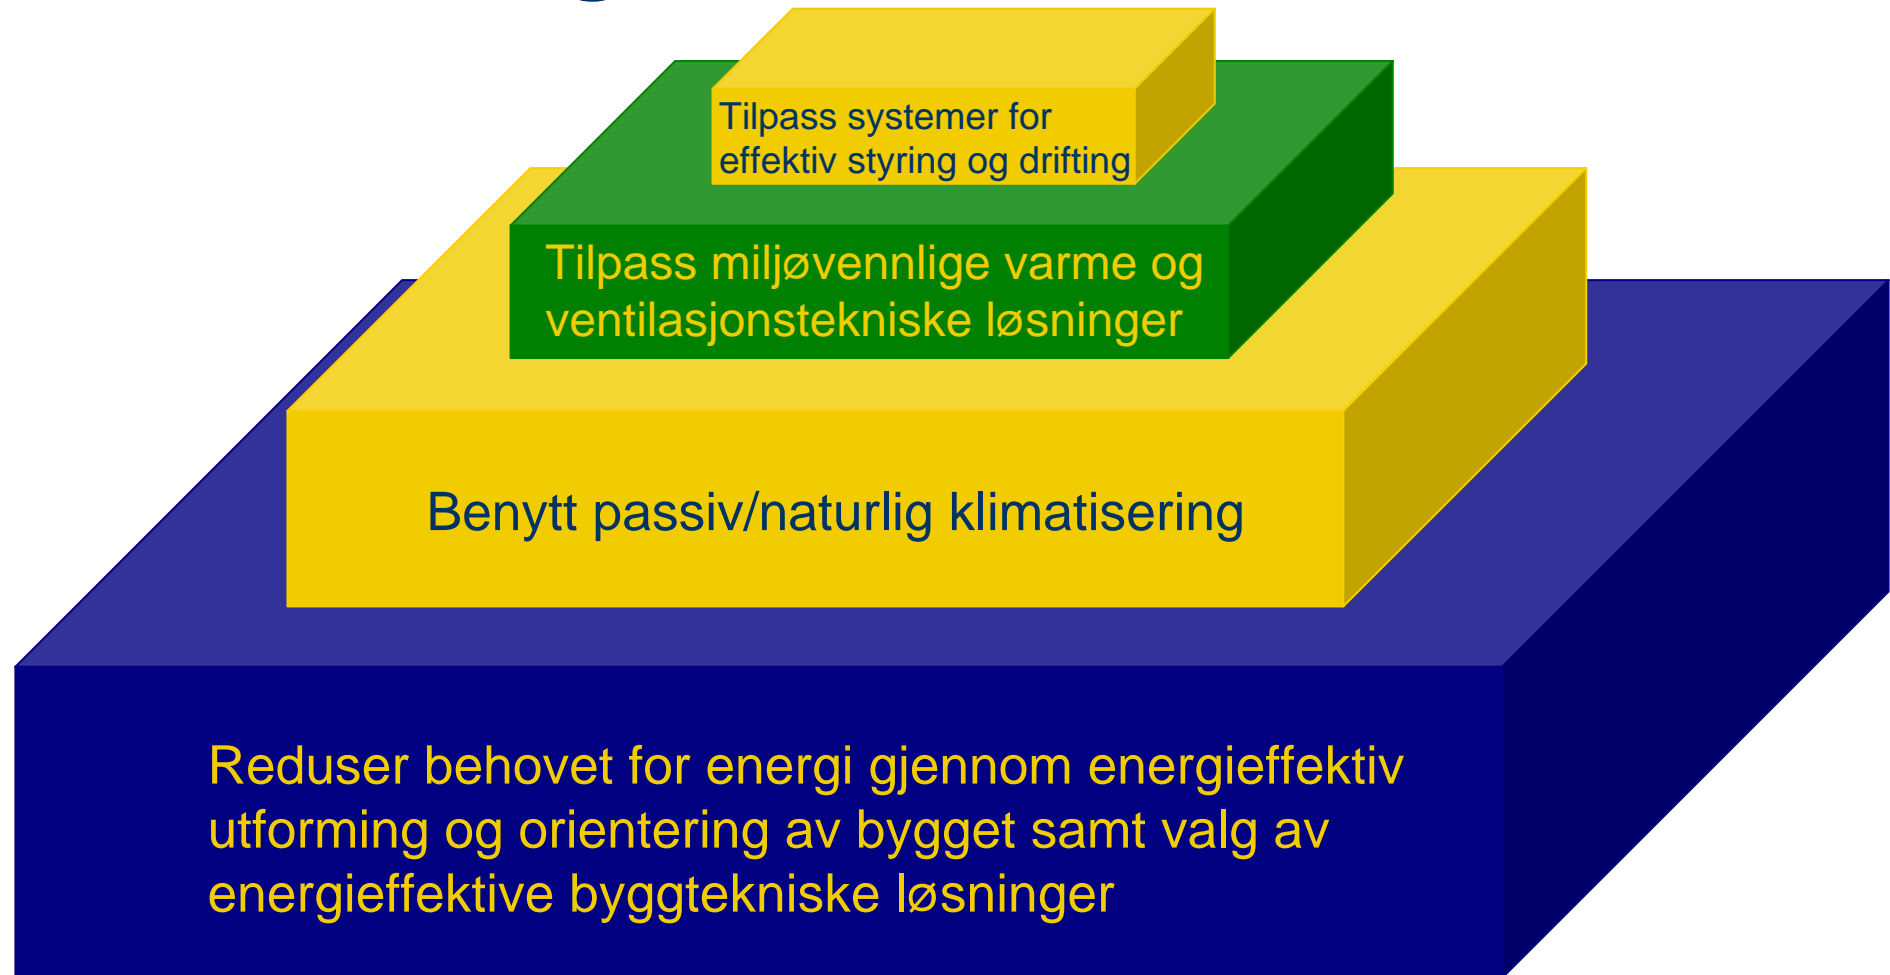 Tilpass systemer for
effektiv styring og drifting
Tilpass miljøvennlige varme og
ventilasjonstekniske løsninger
Benytt passiv/naturlig klimatisering
Reduser behovet for energi gjennom energieffektiv
utforming og orientering av bygget samt valg av
energieffektive byggtekniske løsninger